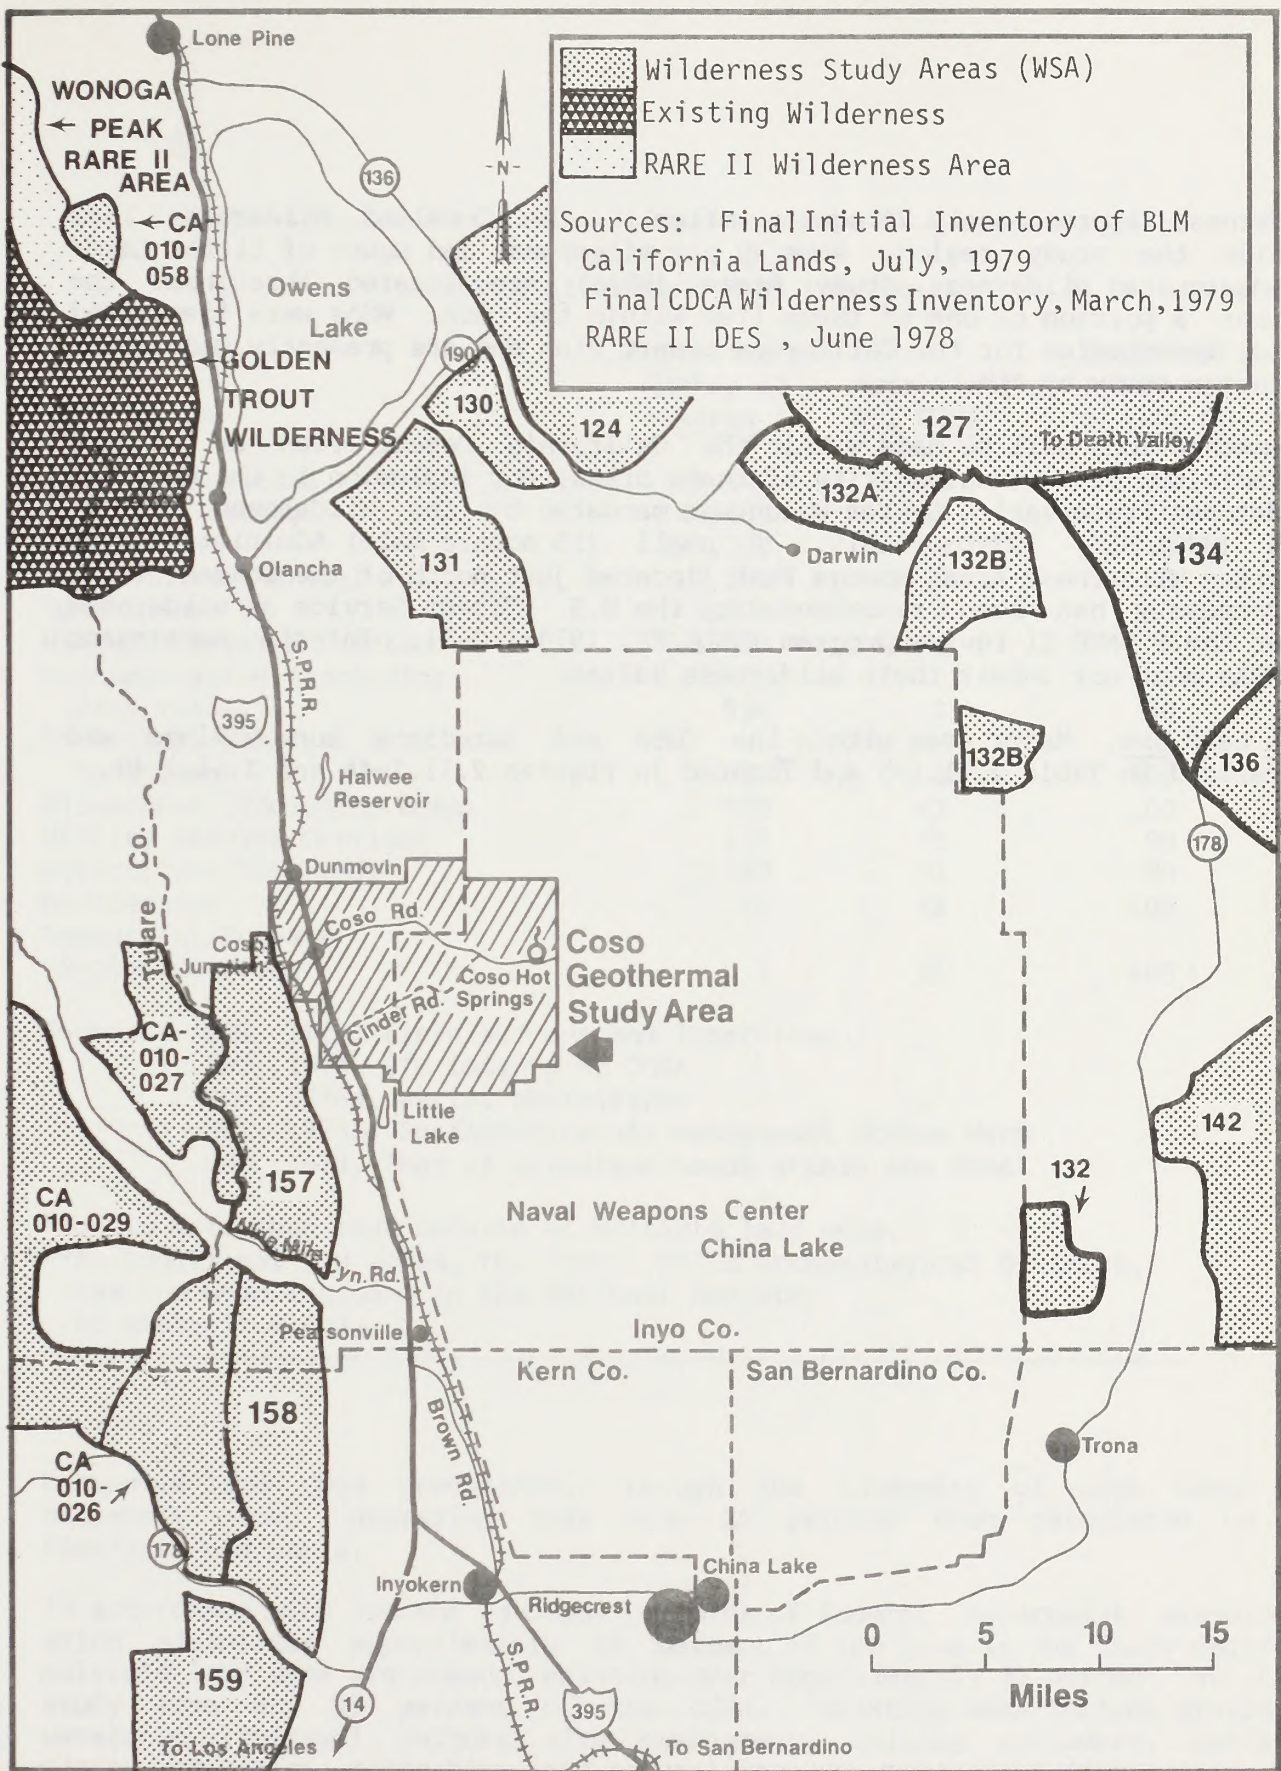 Lone Pine
WONOGA
← PEAK
RARE II
AREA
← CA
010-
058
136
-N-
Wilderness Study Areas (WSA)
Existing Wilderness
RARE II Wilderness Area
Sources: Final Initial Inventory of BLM
California Lands, July, 1979
Final CDCA Wilderness Inventory, March, 1979
RARE II DES , June 1978
Owens
Lake
190
GOLDEN
TROUT
WILDERNESS
130
124
127
To Death Valley
132A
Darwin
132B
134
131
Olancha
S.P.R.R.
395
Haiwee
Reservoir
132B
136
178
Tulare Co.
Dunmovin
Coso Rd.
Coso
Junction
Coso Hot
Springs
Cinder Rd.
Coso
Geothermal
Study Area
CA-
010-
027
Little
Lake
157
142
132
CA
010-029
Nine Mile
Cyn. Rd.
Naval Weapons Center
China Lake
Pearsonville
Inyo Co.
Kern Co.
San Bernardino Co.
158
Brown Rd.
CA
010-
026
178
Trona
Inyokern
China Lake
Ridgecrest
0 5 10 15
Miles
159
14
S.P.R.R.
395
To Los Angeles
To San Bernardino